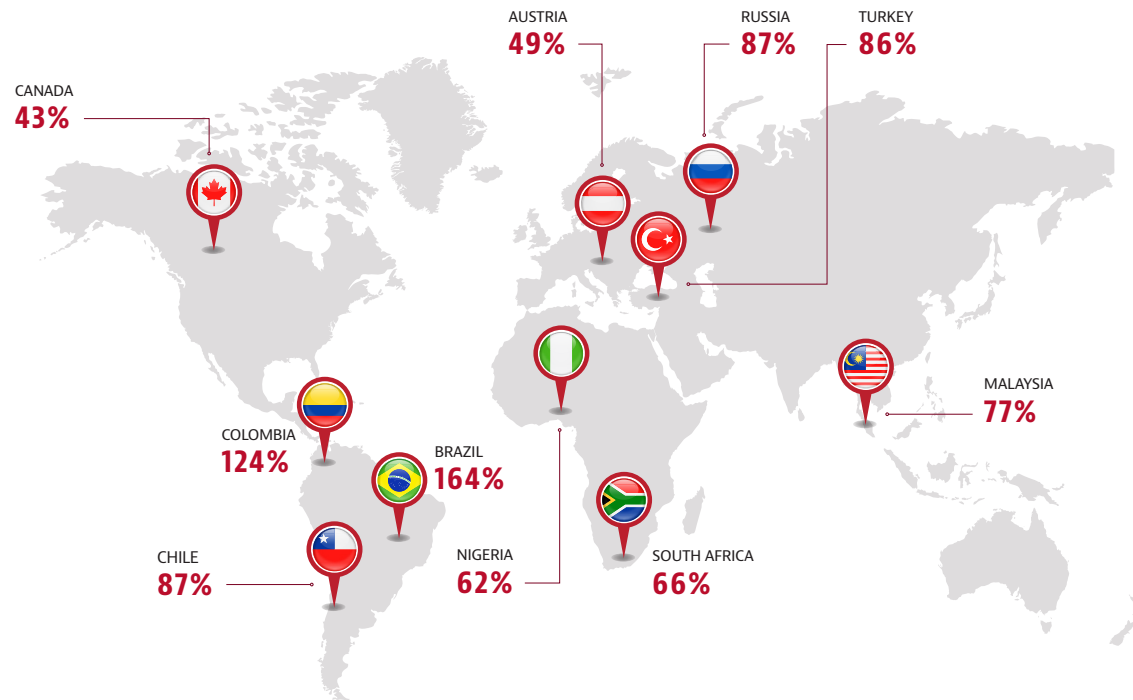 AUSTRIA
49%
RUSSIA
87%
TURKEY
86%
CANADA
43%
MALAYSIA
77%
COLOMBIA
124%
BRAZIL
164%
CHILE
87%
NIGERIA
62%
SOUTH AFRICA
66%